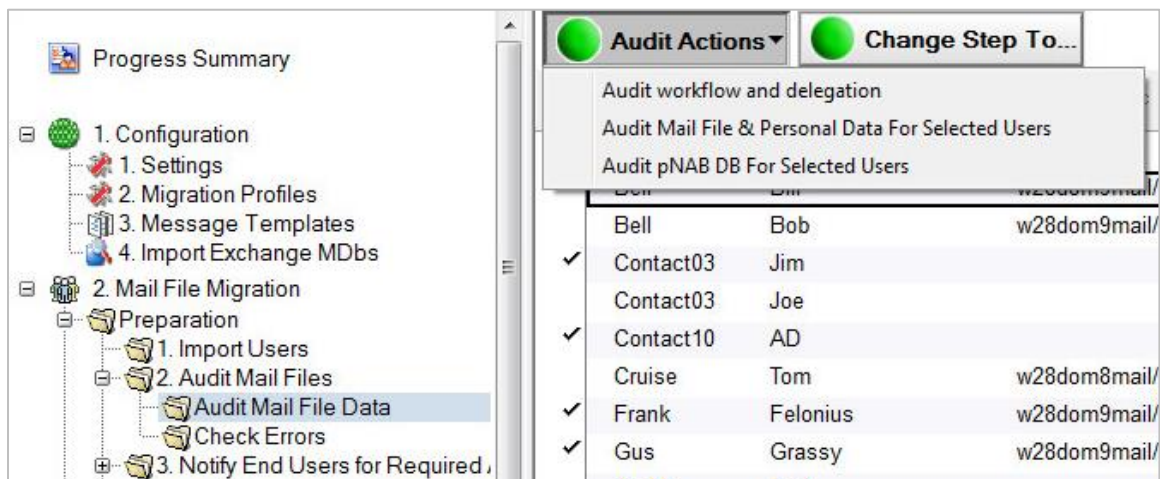 Progress Summary
1. Configuration
1. Settings
2. Migration Profiles
3. Message Templates
4. Import Exchange MDbs
2. Mail File Migration
Preparation
1. Import Users
2. Audit Mail Files
Audit Mail File Data
Check Errors
3. Notify End Users for Required
Audit Actions Change Step To...
Audit workflow and delegation
Audit Mail File & Personal Data For Selected Users
Audit pNAB DB For Selected Users
Bell Bill w28dom9mail/
Bell Bob w28dom9mail/
Contact03 Jim
Contact03 Joe
Contact10 AD
Cruise Tom w28dom8mail/
Frank Felonius w28dom9mail/
Gus Grassy w28dom9mail/